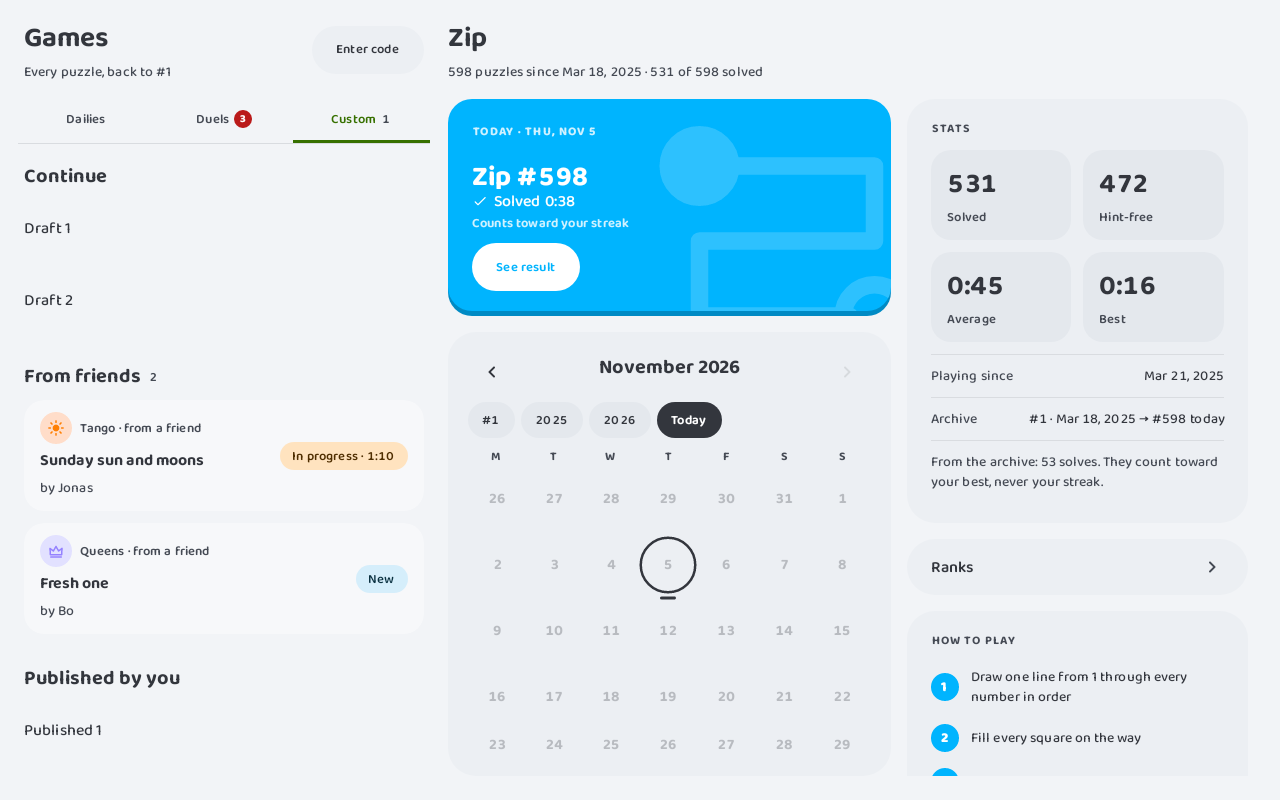 Games
Every puzzle, back to #1
Enter code
Dailies
Duels 3
Custom 1
Continue
Draft 1
Draft 2
From friends 2
Tango · from a friend
Sunday sun and moons
by Jonas
In progress · 1:10
Queens · from a friend
Fresh one
by Bo
New
Published by you
Published 1
Zip
598 puzzles since Mar 18, 2025 · 531 of 598 solved
TODAY · THU, NOV 5
Zip #598
Solved 0:38
Counts toward your streak
See result
November 2026
#1 2025 2026 Today
M T W T F S S
26 27 28 29 30 31 1
2 3 4 5 6 7 8
9 10 11 12 13 14 15
16 17 18 19 20 21 22
23 24 25 26 27 28 29
STATS
531
Solved
472
Hint-free
0:45
Average
0:16
Best
Playing since Mar 21, 2025
Archive #1 · Mar 18, 2025 → #598 today
From the archive: 53 solves. They count toward
your best, never your streak.
Ranks
HOW TO PLAY
1 Draw one line from 1 through every
number in order
2 Fill every square on the way